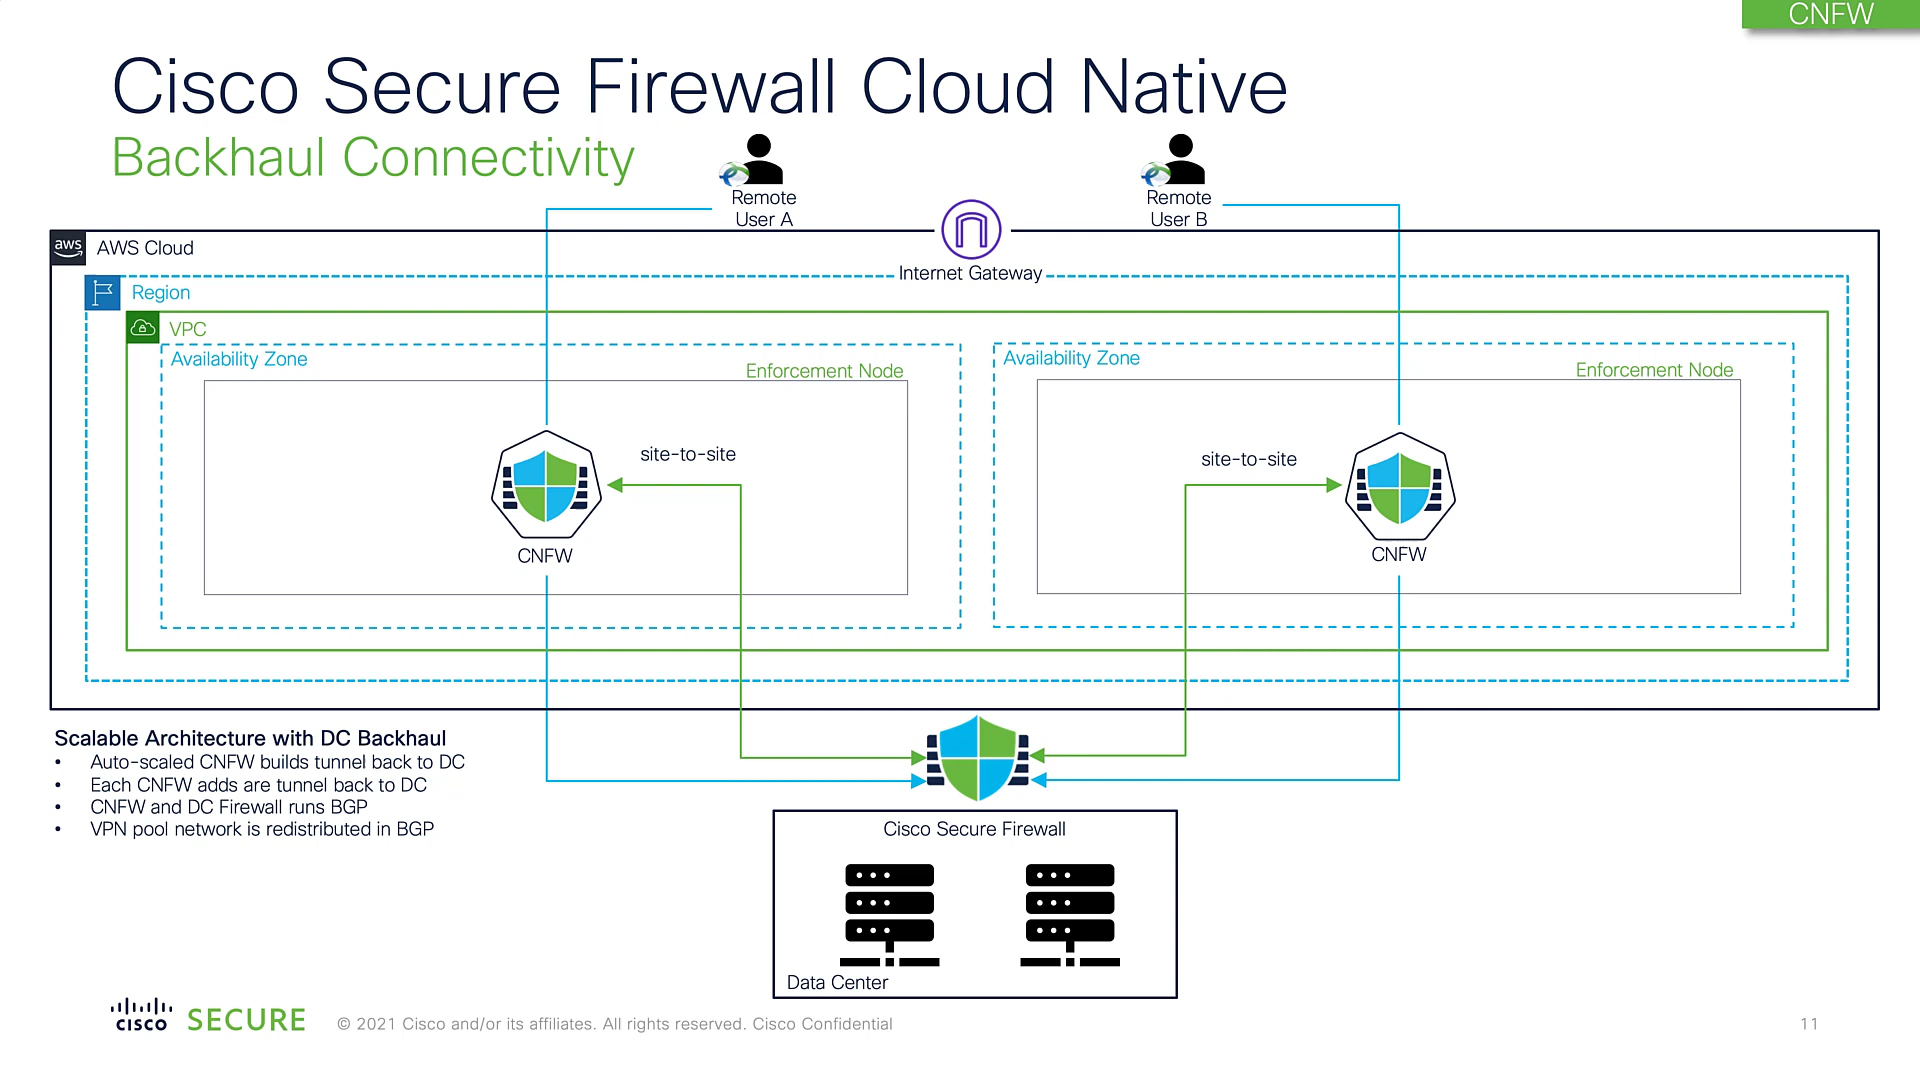 CNFW
Cisco Secure Firewall Cloud Native
Backhaul Connectivity
Remote
User A
Remote
User B
aws
AWS Cloud
Internet Gateway
Region
VPC
Availability Zone
Enforcement Node
Availability Zone
Enforcement Node
site-to-site
site-to-site
CNFW
CNFW
Scalable Architecture with DC Backhaul
• Auto-scaled CNFW builds tunnel back to DC
• Each CNFW adds are tunnel back to DC
• CNFW and DC Firewall runs BGP
• VPN pool network is redistributed in BGP
Cisco Secure Firewall
Data Center
CISCO SECURE
© 2021 Cisco and/or its affiliates. All rights reserved. Cisco Confidential
11